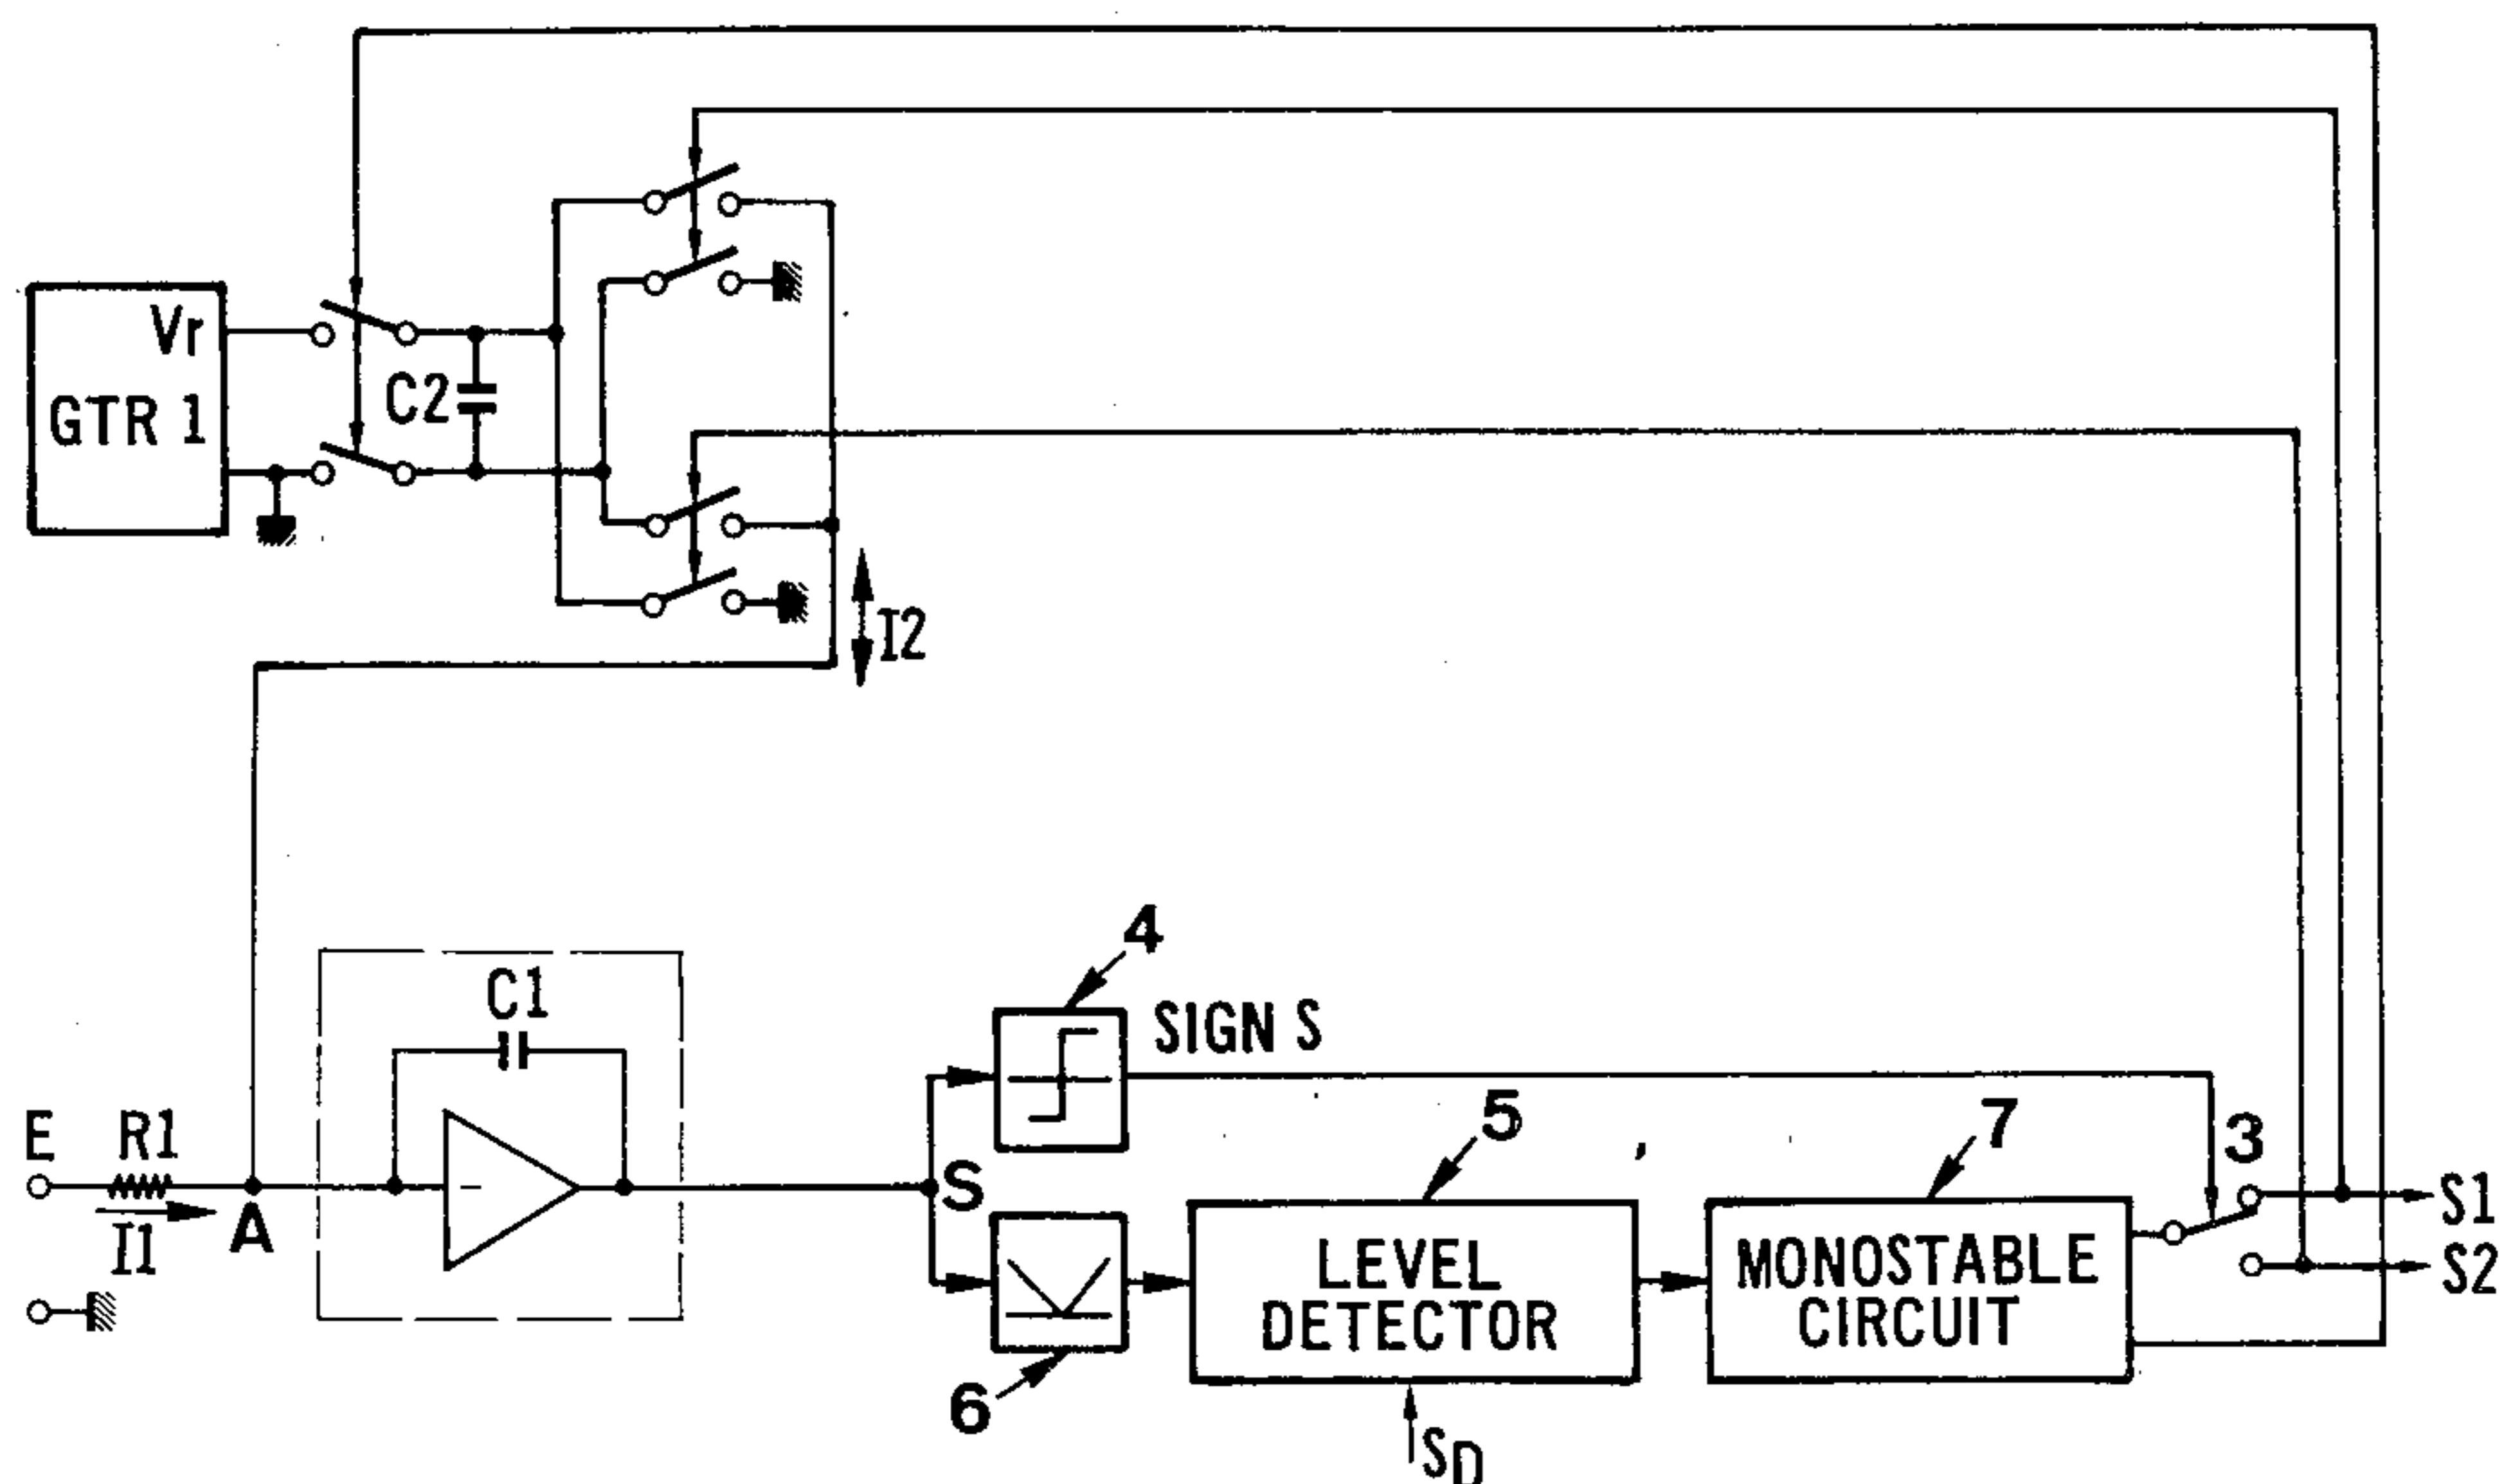 Vr
GTR 1
C2
I2
C1
4
SIGN S
E
R1
I1
A
-
S
5
7
3
LEVEL
DETECTOR
MONOSTABLE
CIRCUIT
S1
S2
6
SD